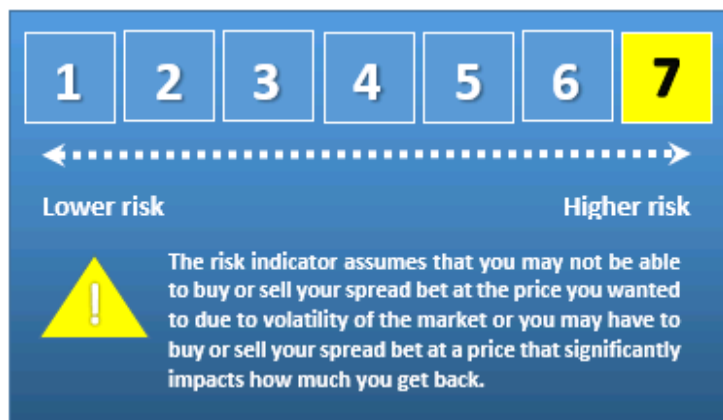 1 2 3 4 5 6 7
Lower risk Higher risk
!
The risk indicator assumes that you may not be able
to buy or sell your spread bet at the price you wanted
to due to volatility of the market or you may have to
buy or sell your spread bet at a price that significantly
impacts how much you get back.